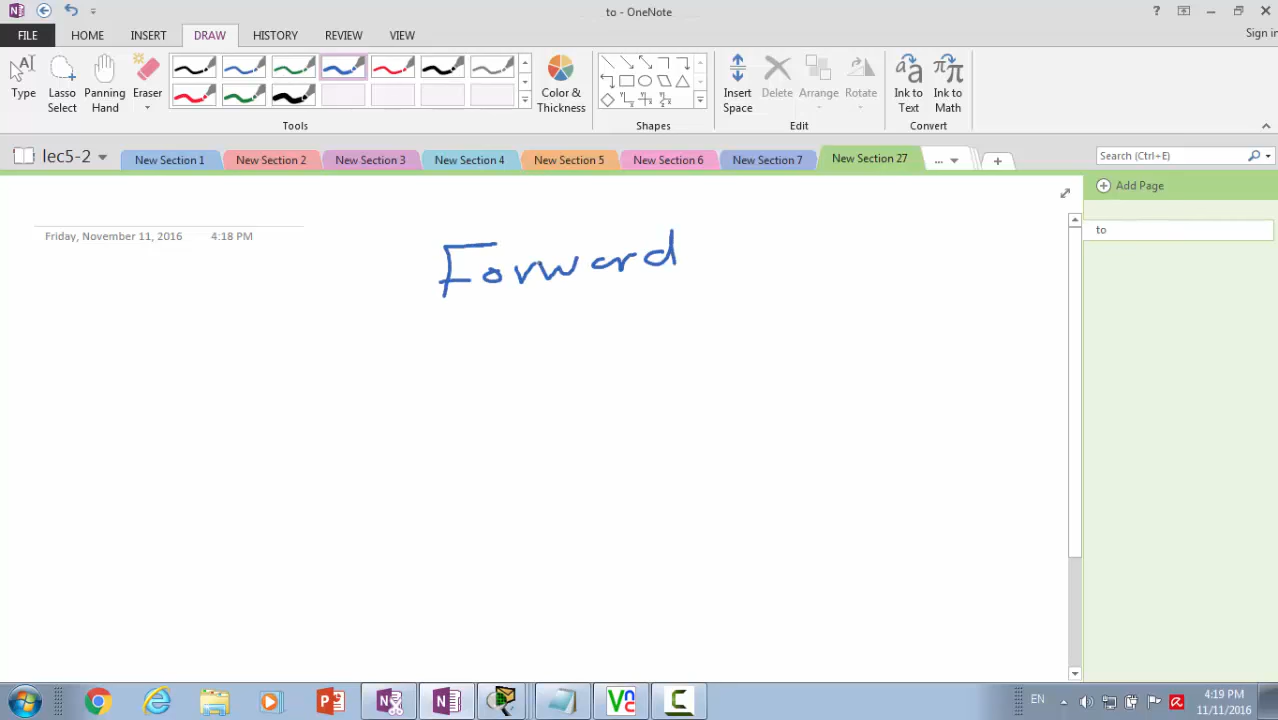 to - OneNote
?
Sign in
FILE HOME INSERT DRAW HISTORY REVIEW VIEW
Type
Lasso Select
Panning Hand
Eraser
Color & Thickness
Insert Space
Delete
Arrange
Rotate
Ink to Text
Ink to Math
Tools
Shapes
Edit
Convert
lec5-2
New Section 1 New Section 2 New Section 3 New Section 4 New Section 5 New Section 6 New Section 7 New Section 27 ...
Search (Ctrl+E)
Add Page
to
Friday, November 11, 2016 4:18 PM
Forward
EN
4:19 PM
11/11/2016